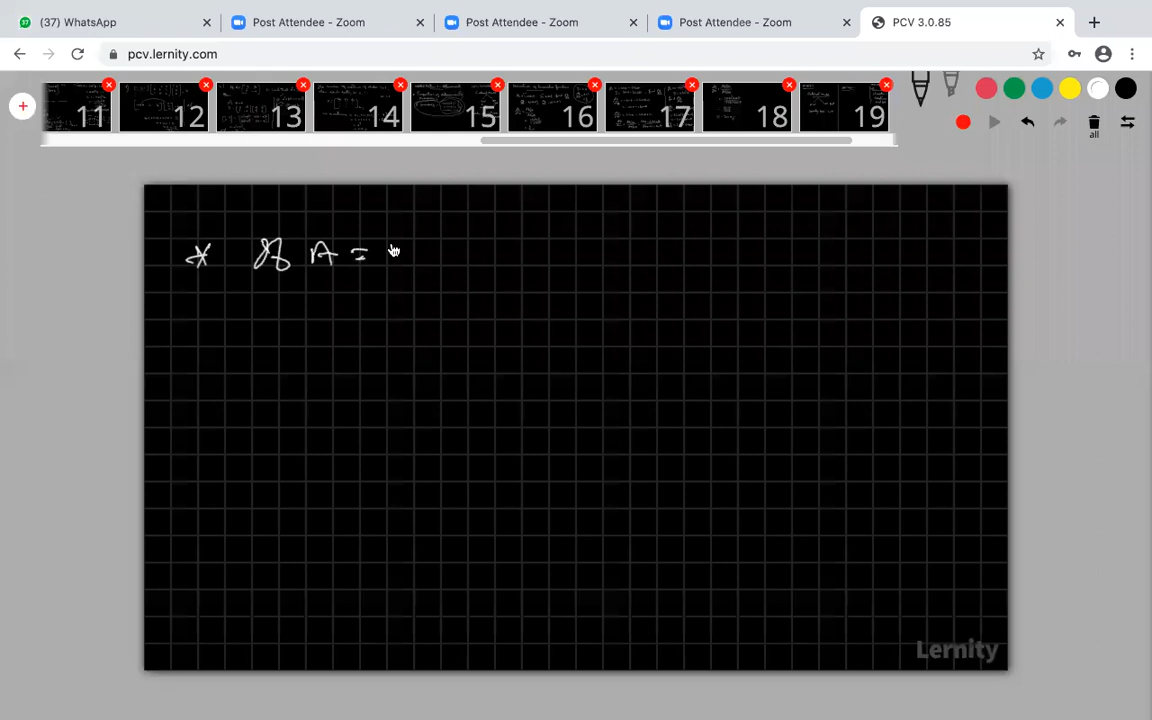 37 (37) WhatsApp × Post Attendee - Zoom × Post Attendee - Zoom × Post Attendee - Zoom × PCV 3.0.85 × +
pcv.lernity.com
+ 11 12 13 14 15 16 17 18 19
all
* If A =
Lernity